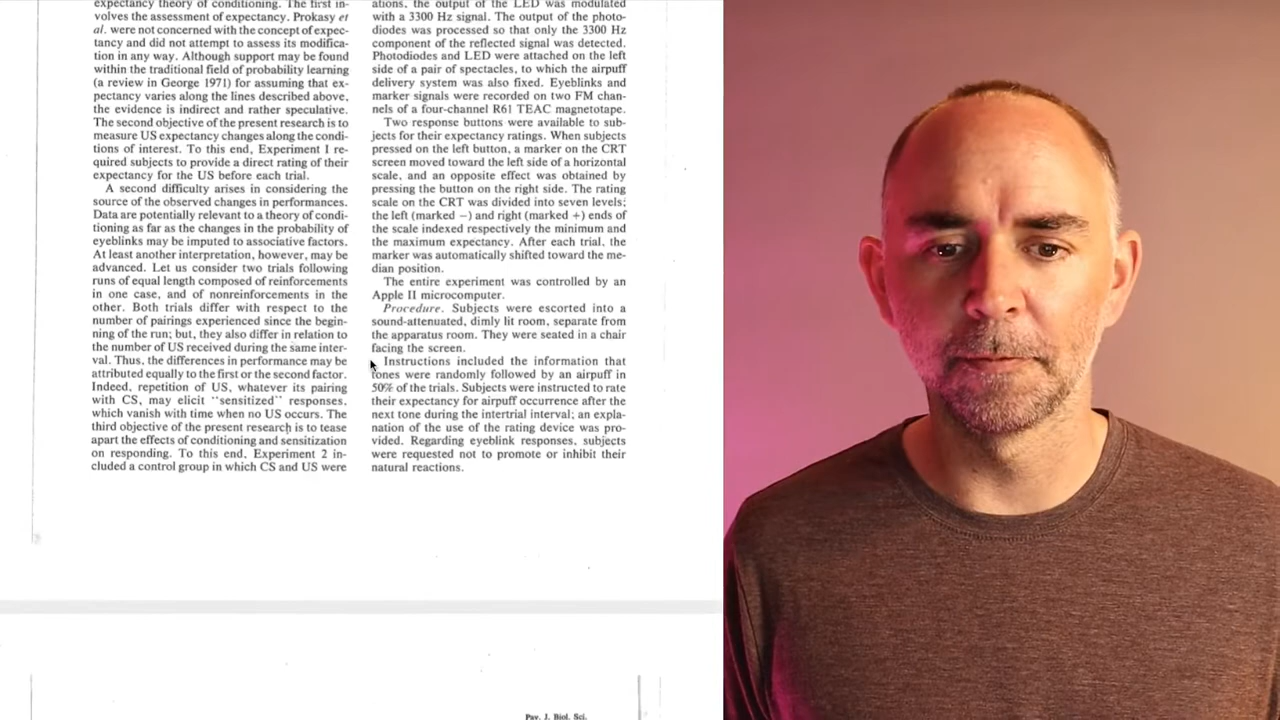 expectancy theory of conditioning. The first in-
volves the assessment of expectancy. Prokasy et
al. were not concerned with the concept of expec-
tancy and did not attempt to assess its modifica-
tion in any way. Although support may be found
within the traditional field of probability learning
(a review in George 1971) for assuming that ex-
pectancy varies along the lines described above,
the evidence is indirect and rather speculative.
The second objective of the present research is to
measure US expectancy changes along the condi-
tions of interest. To this end, Experiment 1 re-
quired subjects to provide a direct rating of their
expectancy for the US before each trial.
A second difficulty arises in considering the
source of the observed changes in performances.
Data are potentially relevant to a theory of condi-
tioning as far as the changes in the probability of
eyeblinks may be imputed to associative factors.
At least another interpretation, however, may be
advanced. Let us consider two trials following
runs of equal length composed of reinforcements
in one case, and of nonreinforcements in the
other. Both trials differ with respect to the
number of pairings experienced since the begin-
ning of the run; but, they also differ in relation to
the number of US received during the same inter-
val. Thus, the differences in performance may be
attributed equally to the first or the second factor.
Indeed, repetition of US, whatever its pairing
with CS, may elicit "sensitized" responses,
which vanish with time when no US occurs. The
third objective of the present research is to tease
apart the effects of conditioning and sensitization
on responding. To this end, Experiment 2 in-
cluded a control group in which CS and US were
ations, the output of the LED was modulated
with a 3300 Hz signal. The output of the photo-
diodes was processed so that only the 3300 Hz
component of the reflected signal was detected.
Photodiodes and LED were attached on the left
side of a pair of spectacles, to which the airpuff
delivery system was also fixed. Eyeblinks and
marker signals were recorded on two FM chan-
nels of a four-channel R61 TEAC magnetotape.
Two response buttons were available to sub-
jects for their expectancy ratings. When subjects
pressed on the left button, a marker on the CRT
screen moved toward the left side of a horizontal
scale, and an opposite effect was obtained by
pressing the button on the right side. The rating
scale on the CRT was divided into seven levels;
the left (marked −) and right (marked +) ends of
the scale indexed respectively the minimum and
the maximum expectancy. After each trial, the
marker was automatically shifted toward the me-
dian position.
The entire experiment was controlled by an
Apple II microcomputer.
Procedure. Subjects were escorted into a
sound-attenuated, dimly lit room, separate from
the apparatus room. They were seated in a chair
facing the screen.
Instructions included the information that
tones were randomly followed by an airpuff in
50% of the trials. Subjects were instructed to rate
their expectancy for airpuff occurrence after the
next tone during the intertrial interval; an expla-
nation of the use of the rating device was pro-
vided. Regarding eyeblink responses, subjects
were requested not to promote or inhibit their
natural reactions.
Pav. J. Biol. Sci.